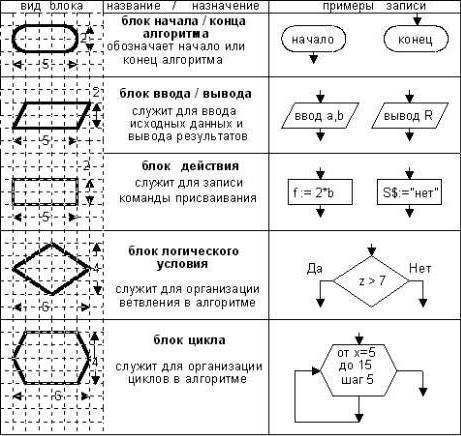 вид блока название / назначение примеры записи
2
5
блок начала / конца
алгоритма
обозначает начало или
конец алгоритма
начало конец
2
5
блок ввода / вывода
служит для ввода
исходных данных и
вывода результатов
ввод a,b вывод R
2
5
блок действия
служит для записи
команды присваивания
f := 2*b S$:="нет"
4
6
блок логического
условия
служит для организации
ветвления в алгоритме
Да Нет
z > 7
4
6
блок цикла
служит для организации
циклов в алгоритме
от x=5
до 15
шаг 5